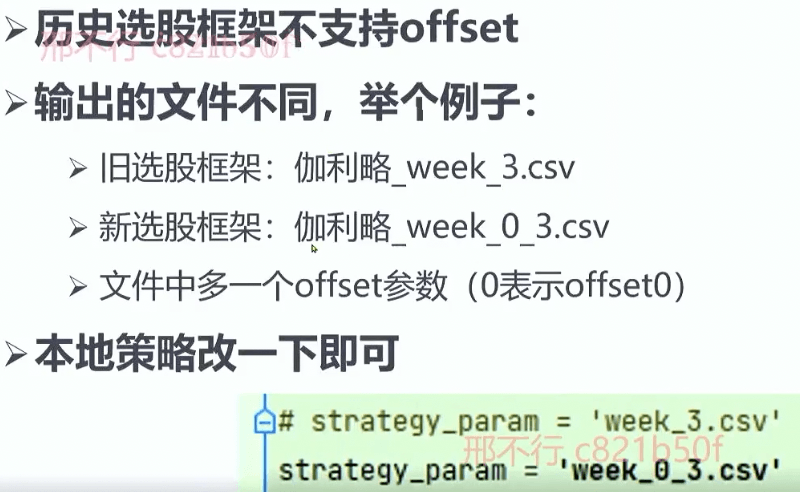 历史选股框架不支持offset
邢不行 c821b50f
输出的文件不同，举个例子：
旧选股框架：伽利略_week_3.csv
新选股框架：伽利略_week_0_3.csv
文件中多一个offset参数（0表示offset0）
本地策略改一下即可
# strategy_param = 'week_3.csv'
邢不行 c821b50f
strategy_param = 'week_0_3.csv'